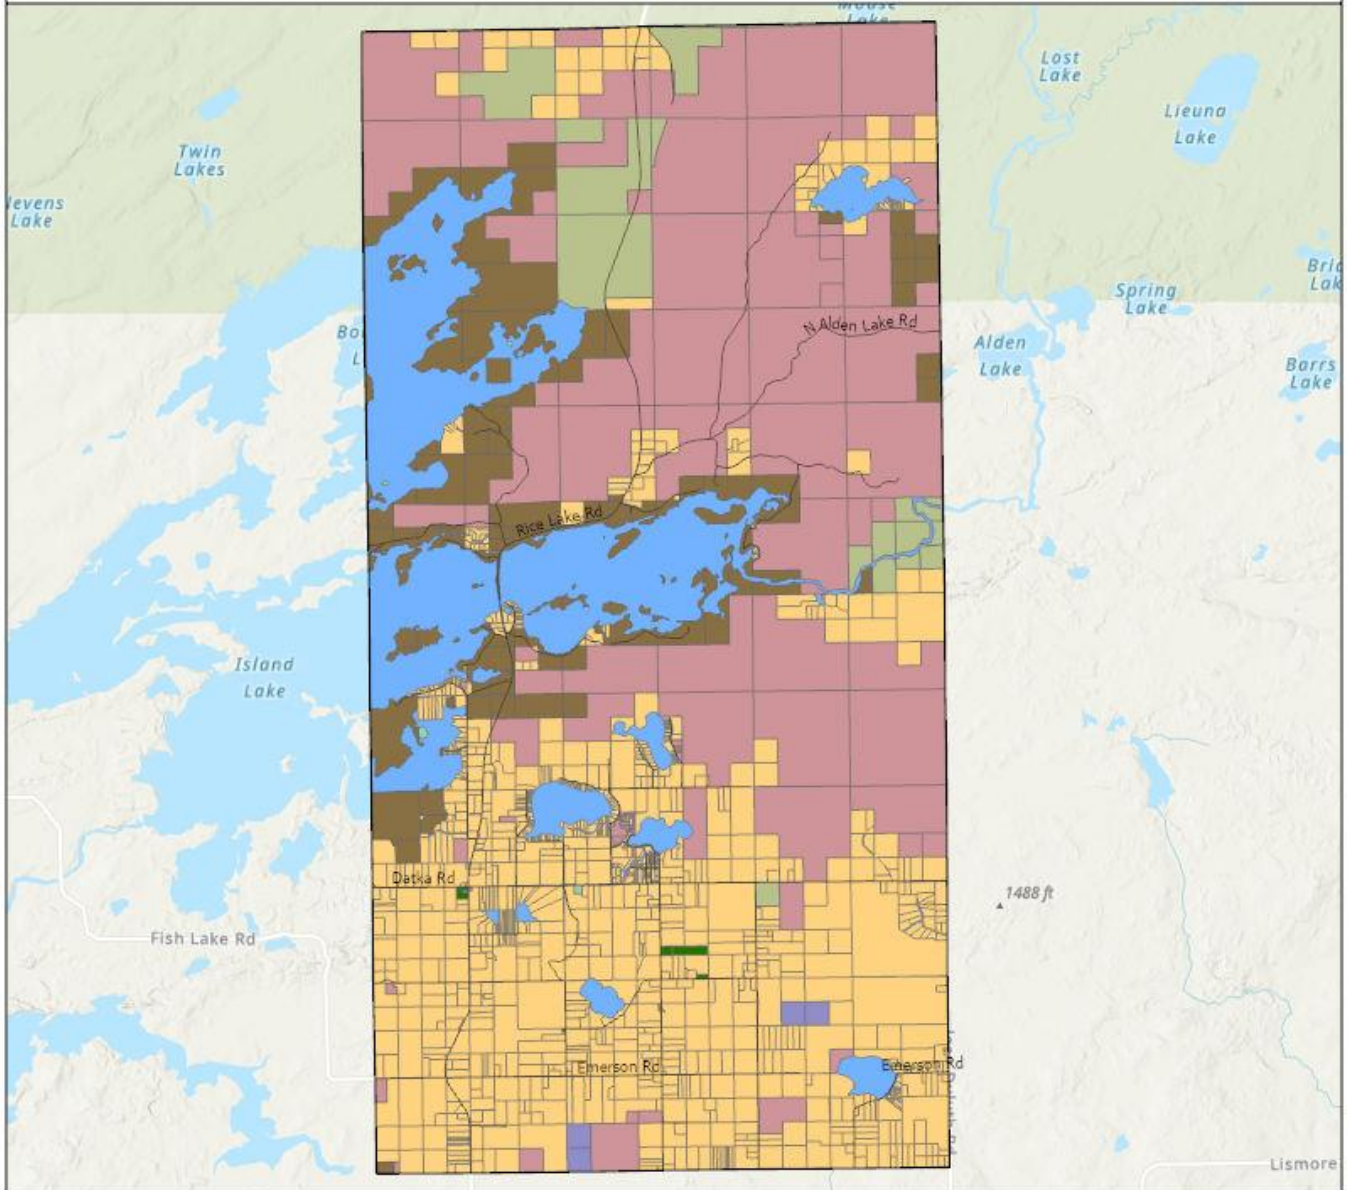 Lake
Lost
Lake
Lieuna
Lake
Twin
Lakes
Lake
Spring
Lake
N Alden Lake Rd
Alden
Lake
Barrs
Lake
Rice Lake Rd
Island
Lake
Datka Rd
1488 ft
Fish Lake Rd
Emerson Rd
Emerson Rd
Lismore